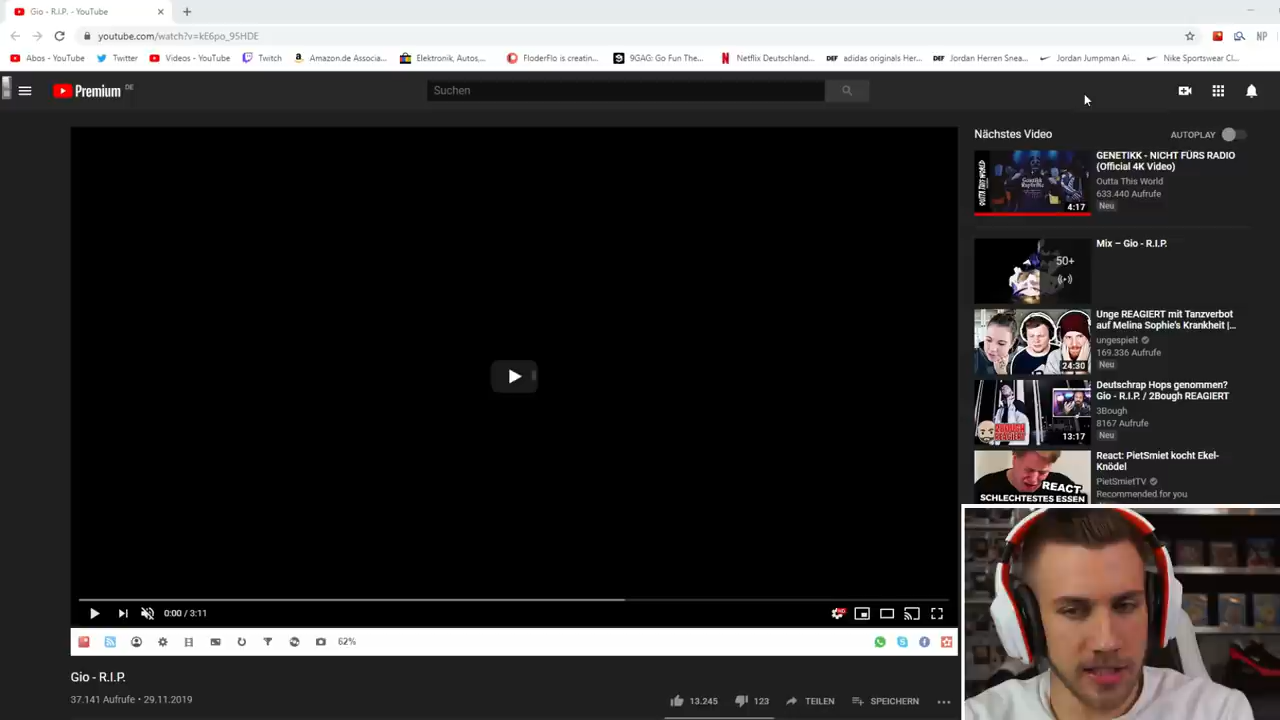 Gio - R.I.P. - YouTube
youtube.com/watch?v=kE6po_95HDE
NP
Abos - YouTube
Twitter
Videos - YouTube
Twitch
Amazon.de Associa...
Elektronik, Autos,...
FloderFlo is creatin...
9GAG: Go Fun The...
Netflix Deutschland...
adidas originals Her...
Jordan Herren Snea...
Jordan Jumpman Ai...
Nike Sportswear Cl...
Premium DE
Suchen
Nächstes Video
AUTOPLAY
GENETIKK - NICHT FÜRS RADIO
(Official 4K Video)
Outta This World
633.440 Aufrufe
Neu
4:17
Mix – Gio - R.I.P.
50+
Unge REAGIERT mit Tanzverbot
auf Melina Sophie's Krankheit |...
ungespielt
169.336 Aufrufe
Neu
24:30
Deutschrap Hops genommen?
Gio - R.I.P. / 2Bough REAGIERT
3Bough
8167 Aufrufe
Neu
13:17
React: PietSmiet kocht Ekel-
Knödel
PietSmietTV
Recommended for you
REACT
SCHLECHTESTES ESSEN
0:00 / 3:11
62%
Gio - R.I.P.
37.141 Aufrufe • 29.11.2019
13.245
123
TEILEN
SPEICHERN